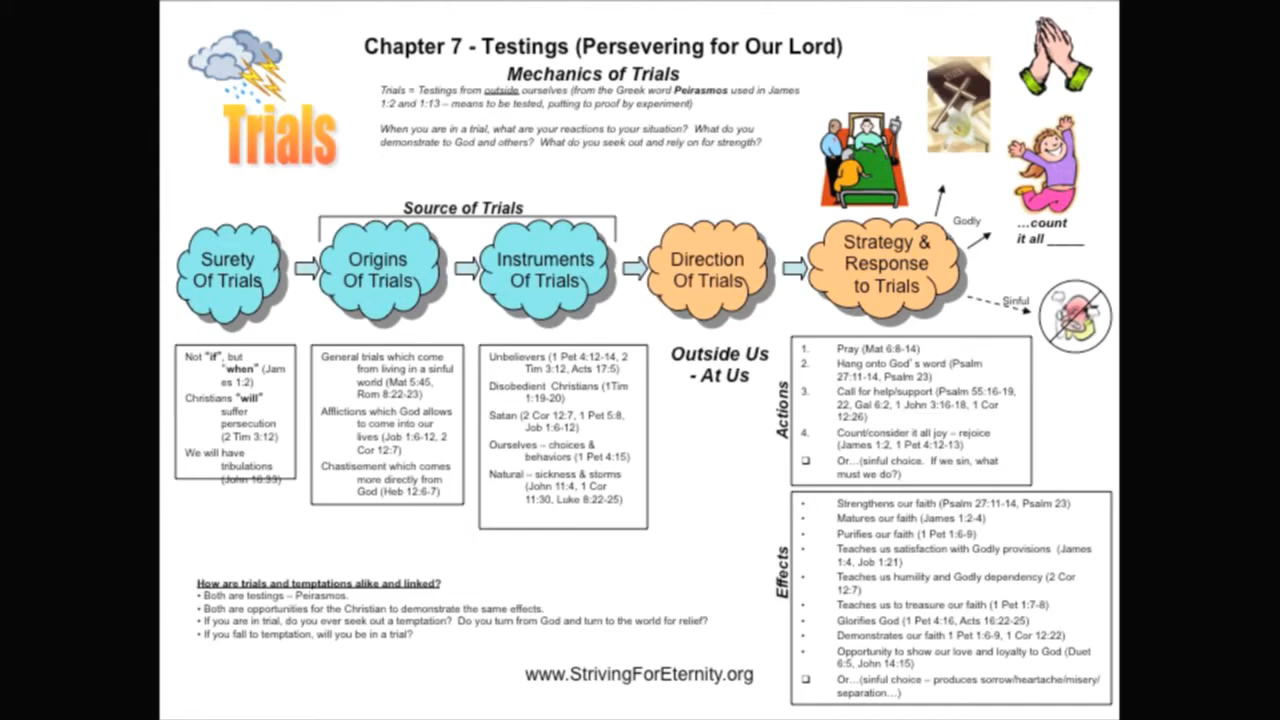 Chapter 7 - Testings (Persevering for Our Lord)
Mechanics of Trials
Trials = Testings from outside ourselves (from the Greek word Peirasmos used in James
1:2 and 1:13 – means to be tested, putting to proof by experiment)
When you are in a trial, what are your reactions to your situation? What do you
demonstrate to God and others? What do you seek out and rely on for strength?
Trials
Source of Trials
Surety
Of Trials
Origins
Of Trials
Instruments
Of Trials
Direction
Of Trials
Strategy &
Response
to Trials
Godly
…count
it all _____
Sinful
Not “if”, but
“when” (Jam
es 1:2)
Christians “will”
suffer
persecution
(2 Tim 3:12)
We will have
tribulations
(John 16:33)
General trials which come
from living in a sinful
world (Mat 5:45,
Rom 8:22-23)
Afflictions which God allows
to come into our
lives (Job 1:6-12, 2
Cor 12:7)
Chastisement which comes
more directly from
God (Heb 12:6-7)
Unbelievers (1 Pet 4:12-14, 2
Tim 3:12, Acts 17:5)
Disobedient Christians (1Tim
1:19-20)
Satan (2 Cor 12:7, 1 Pet 5:8,
Job 1:6-12)
Ourselves – choices &
behaviors (1 Pet 4:15)
Natural – sickness & storms
(John 11:4, 1 Cor
11:30, Luke 8:22-25)
Outside Us
- At Us
Actions
1. Pray (Mat 6:8-14)
2. Hang onto God’s word (Psalm
27:11-14, Psalm 23)
3. Call for help/support (Psalm 55:16-19,
22, Gal 6:2, 1 John 3:16-18, 1 Cor
12:26)
4. Count/consider it all joy – rejoice
(James 1:2, 1 Pet 4:12-13)
❑ Or…(sinful choice. If we sin, what
must we do?)
Effects
• Strengthens our faith (Psalm 27:11-14, Psalm 23)
• Matures our faith (James 1:2-4)
• Purifies our faith (1 Pet 1:6-9)
• Teaches us satisfaction with Godly provisions (James
1:4, Job 1:21)
• Teaches us humility and Godly dependency (2 Cor
12:7)
• Teaches us to treasure our faith (1 Pet 1:7-8)
• Glorifies God (1 Pet 4:16, Acts 16:22-25)
• Demonstrates our faith 1 Pet 1:6-9, 1 Cor 12:22)
• Opportunity to show our love and loyalty to God (Duet
6:5, John 14:15)
❑ Or…(sinful choice – produces sorrow/heartache/misery/
separation…)
How are trials and temptations alike and linked?
• Both are testings – Peirasmos.
• Both are opportunities for the Christian to demonstrate the same effects.
• If you are in trial, do you ever seek out a temptation? Do you turn from God and turn to the world for relief?
• If you fall to temptation, will you be in a trial?
www.StrivingForEternity.org